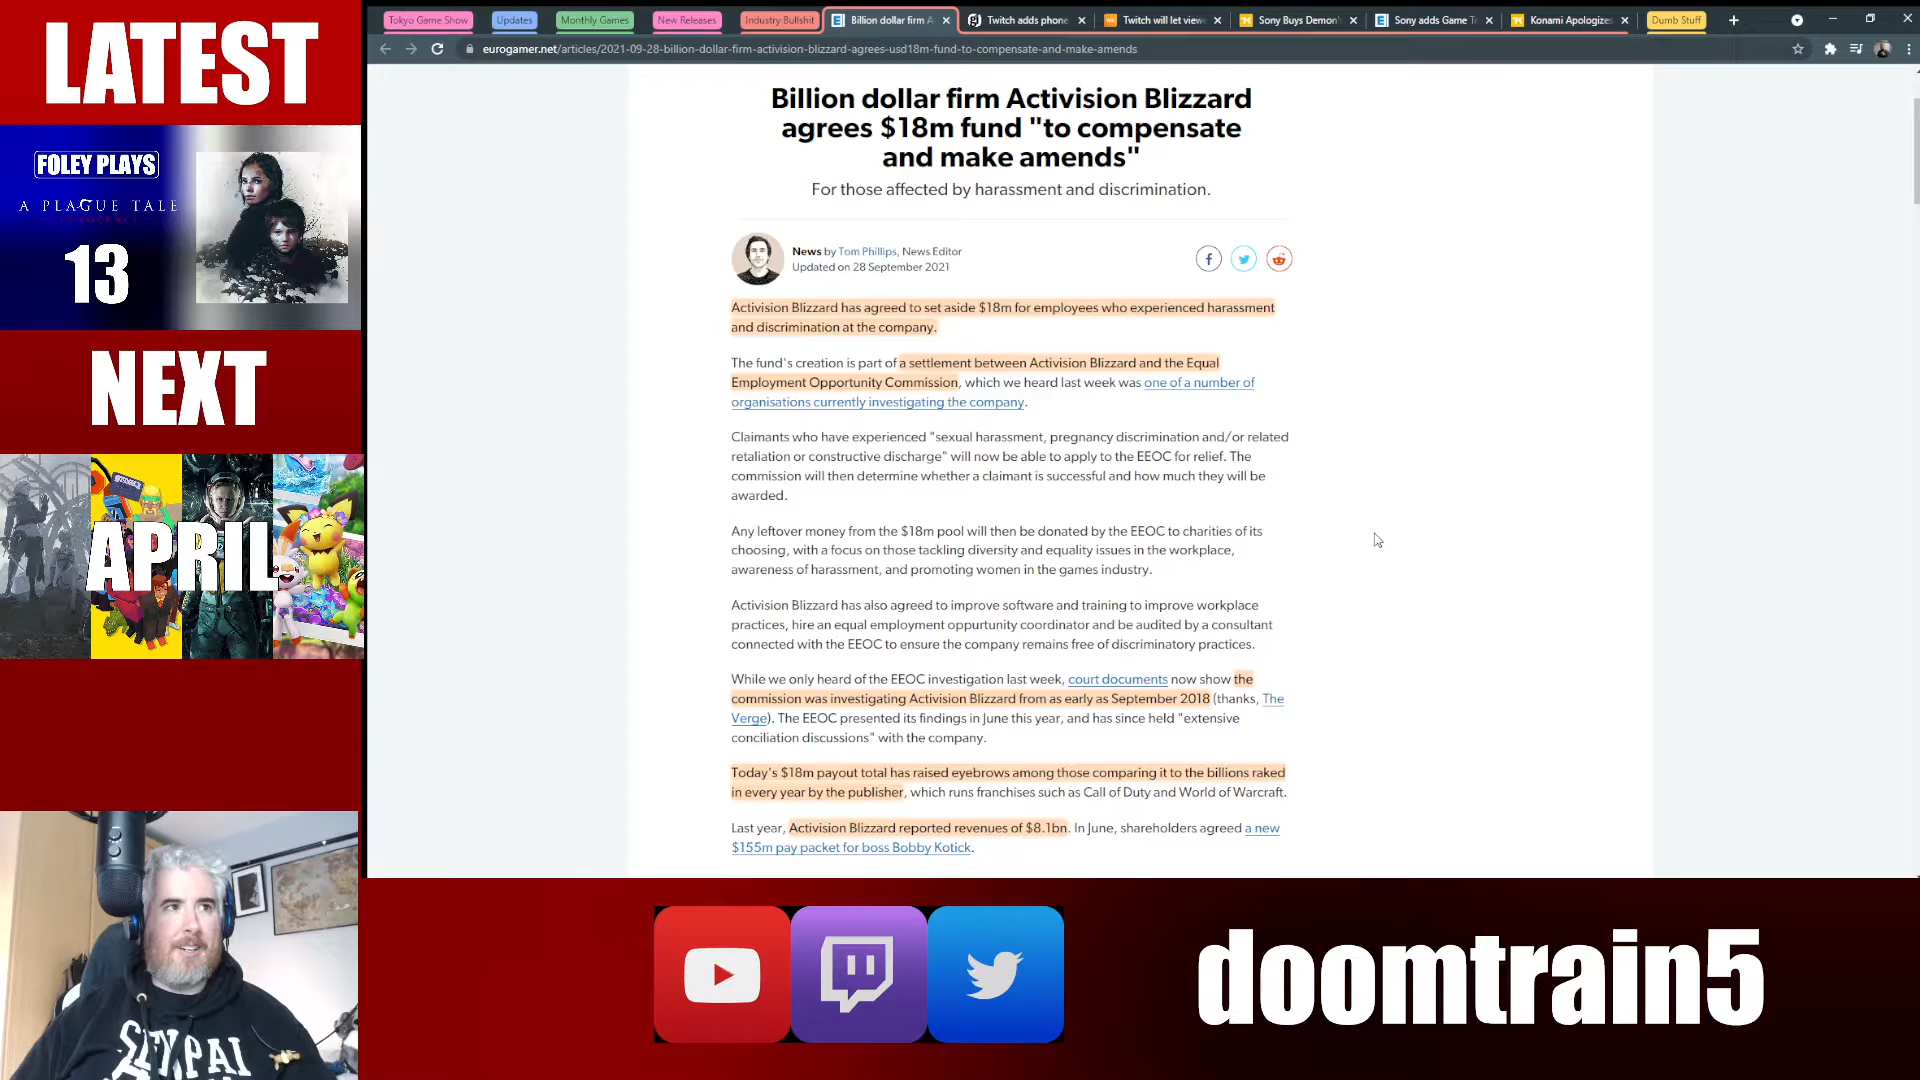 LATEST
FOLEY PLAYS
A PLAGUE TALE
INNOCENCE
13
NEXT
APRIL
Tokyo Game Show
Updates
Monthly Games
New Releases
Industry Bullshit
Billion dollar firm A
Twitch adds phone
Twitch will let viewe
Sony Buys Demon'
Sony adds Game T
Konami Apologize
Dumb Stuff
eurogamer.net/articles/2021-09-28-billion-dollar-firm-activision-blizzard-agrees-usd18m-fund-to-compensate-and-make-amends
Billion dollar firm Activision Blizzard
agrees $18m fund "to compensate
and make amends"
For those affected by harassment and discrimination.
News by Tom Phillips, News Editor
Updated on 28 September 2021
Activision Blizzard has agreed to set aside $18m for employees who experienced harassment
and discrimination at the company.
The fund's creation is part of a settlement between Activision Blizzard and the Equal
Employment Opportunity Commission, which we heard last week was one of a number of
organisations currently investigating the company.
Claimants who have experienced "sexual harassment, pregnancy discrimination and/or related
retaliation or constructive discharge" will now be able to apply to the EEOC for relief. The
commission will then determine whether a claimant is successful and how much they will be
awarded.
Any leftover money from the $18m pool will then be donated by the EEOC to charities of its
choosing, with a focus on those tackling diversity and equality issues in the workplace,
awareness of harassment, and promoting women in the games industry.
Activision Blizzard has also agreed to improve software and training to improve workplace
practices, hire an equal employment oppurtunity coordinator and be audited by a consultant
connected with the EEOC to ensure the company remains free of discriminatory practices.
While we only heard of the EEOC investigation last week, court documents now show the
commission was investigating Activision Blizzard from as early as September 2018 (thanks, The
Verge). The EEOC presented its findings in June this year, and has since held "extensive
conciliation discussions" with the company.
Today's $18m payout total has raised eyebrows among those comparing it to the billions raked
in every year by the publisher, which runs franchises such as Call of Duty and World of Warcraft.
Last year, Activision Blizzard reported revenues of $8.1bn. In June, shareholders agreed a new
$155m pay packet for boss Bobby Kotick.
doomtrain5